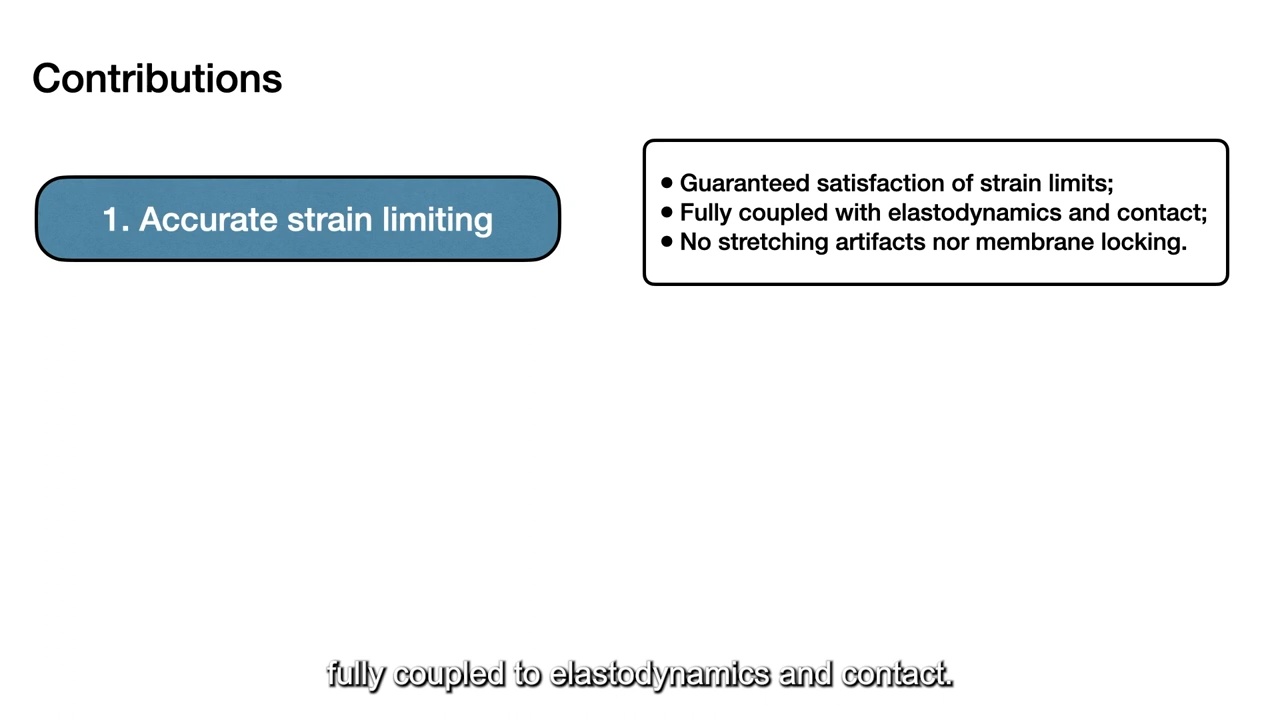 Contributions
1. Accurate strain limiting
● Guaranteed satisfaction of strain limits;
● Fully coupled with elastodynamics and contact;
● No stretching artifacts nor membrane locking.
fully coupled to elastodynamics and contact.